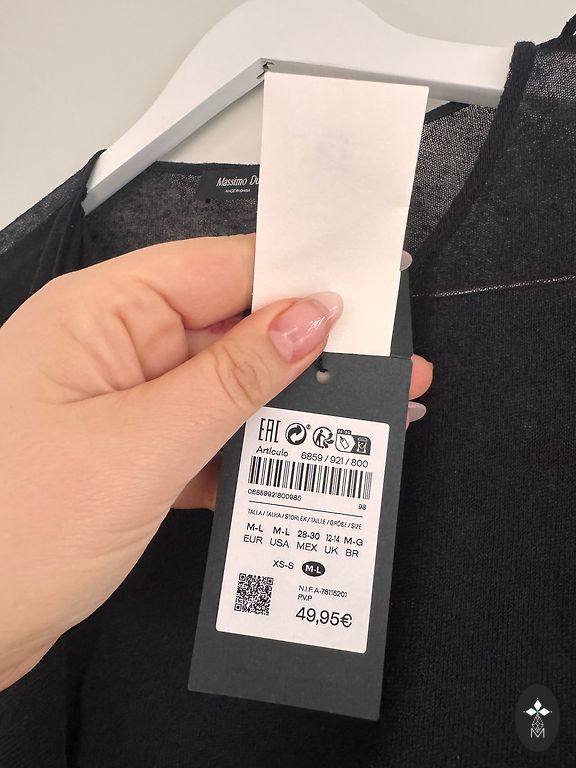 Massimo Du
MADE IN CHINA
EAC
Artículo 6859 / 921 / 800
06859921800985 98
TALLA / TALHA / STORLEK / TAILLE / GRÖßE / SIZE
M-L M-L 28-30 12-14 M-G
EUR USA MEX UK BR
XS-S M-L
N.I.F. A-78115201
P.V.P
49,95€
M